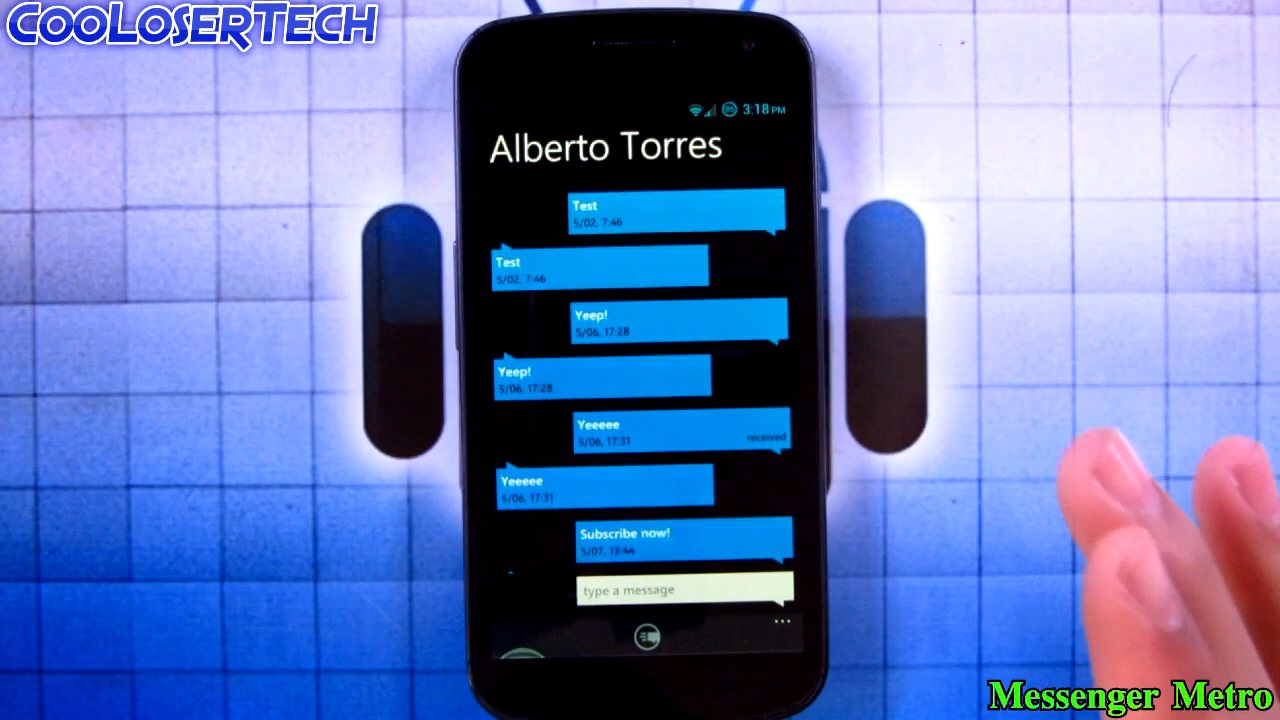 CooLoserTech
3:18 PM
Alberto Torres
Test
5/02, 7:46
Test
5/02, 7:46
Yeep!
5/06, 17:28
Yeep!
5/06, 17:28
Yeeeee
5/06, 17:31 received
Yeeeee
5/06, 17:31
Subscribe now!
5/07, 13:44
type a message
Messenger Metro